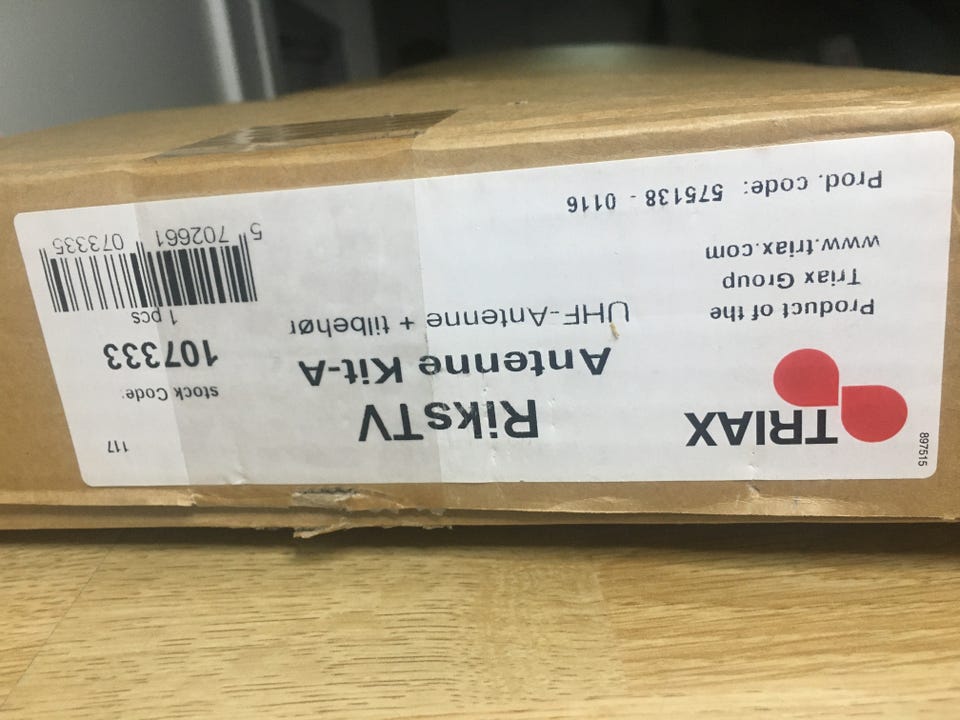 897515
TRIAX
Product of the
Triax Group
www.triax.com
Prod. code: 575138 - 0116
RiksTV
Antenne Kit-A
UHF-Antenne + tilbehør
117
stock Code:
107333
1 pcs
5 702661 073335